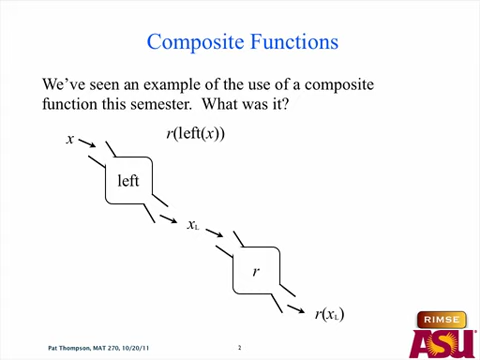 Composite Functions
We've seen an example of the use of a composite
function this semester. What was it?
x
r(left(x))
left
xL
r
r(xL)
Pat Thompson, MAT 270, 10/20/11
2
RIMSE
ASU